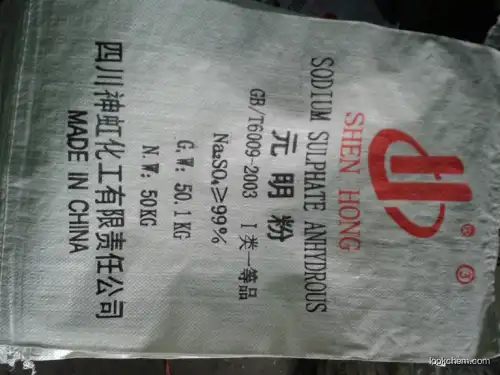 SHEN HONG
SODIUM SULPHATE ANHYDROUS
元明粉
GB/T6009-2003 Ⅰ类一等品
Na₂SO₄≥99%
G.W: 50.1KG
N.W: 50KG
四川神虹化工有限责任公司
MADE IN CHINA
lookchem.com